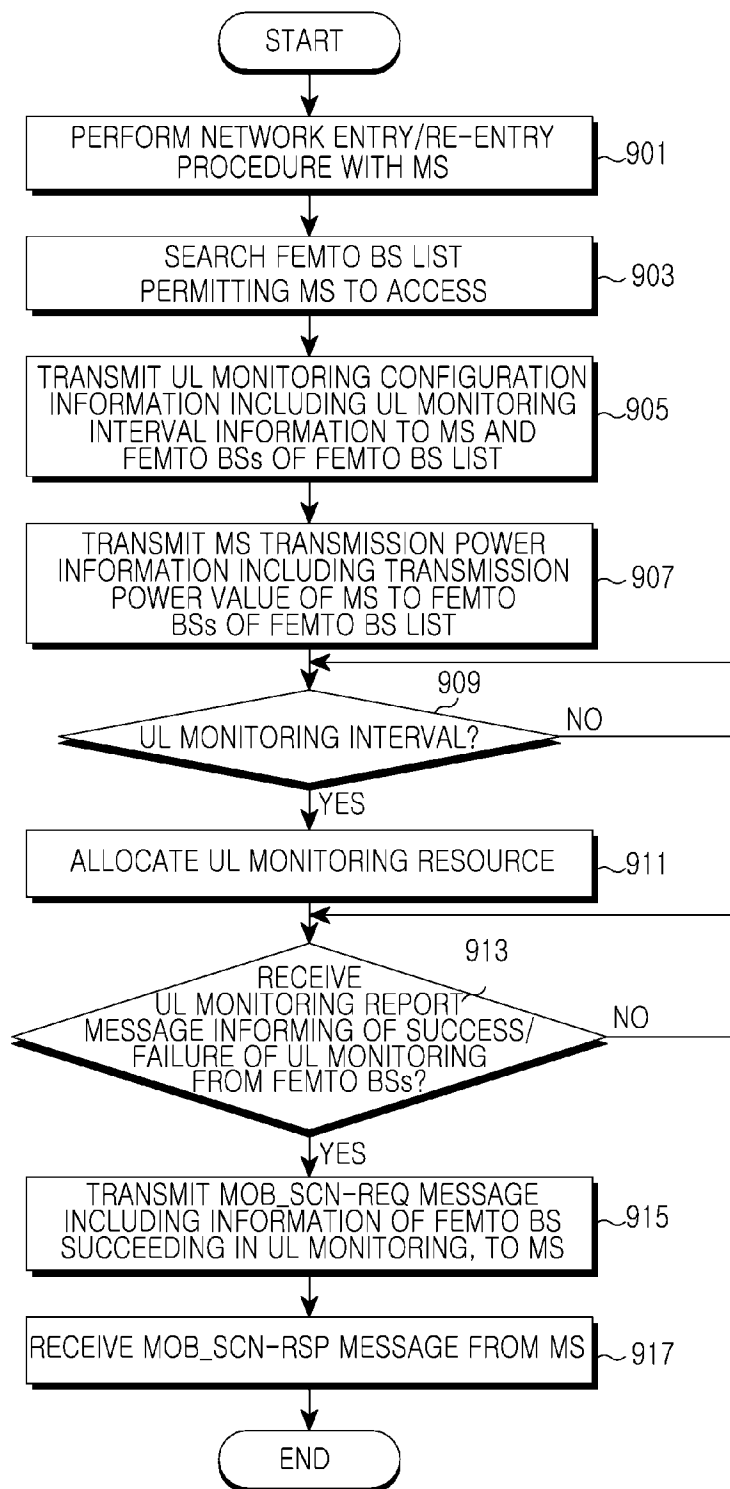 START
PERFORM NETWORK ENTRY/RE-ENTRY
PROCEDURE WITH MS
901
SEARCH FEMTO BS LIST
PERMITTING MS TO ACCESS
903
TRANSMIT UL MONITORING CONFIGURATION
INFORMATION INCLUDING UL MONITORING
INTERVAL INFORMATION TO MS AND
FEMTO BSs OF FEMTO BS LIST
905
TRANSMIT MS TRANSMISSION POWER
INFORMATION INCLUDING TRANSMISSION
POWER VALUE OF MS TO FEMTO
BSs OF FEMTO BS LIST
907
909
UL MONITORING INTERVAL?
NO
YES
ALLOCATE UL MONITORING RESOURCE
911
913
RECEIVE
UL MONITORING REPORT
MESSAGE INFORMING OF SUCCESS/
FAILURE OF UL MONITORING
FROM FEMTO BSs?
NO
YES
TRANSMIT MOB_SCN-REQ MESSAGE
INCLUDING INFORMATION OF FEMTO BS
SUCCEEDING IN UL MONITORING, TO MS
915
RECEIVE MOB_SCN-RSP MESSAGE FROM MS
917
END